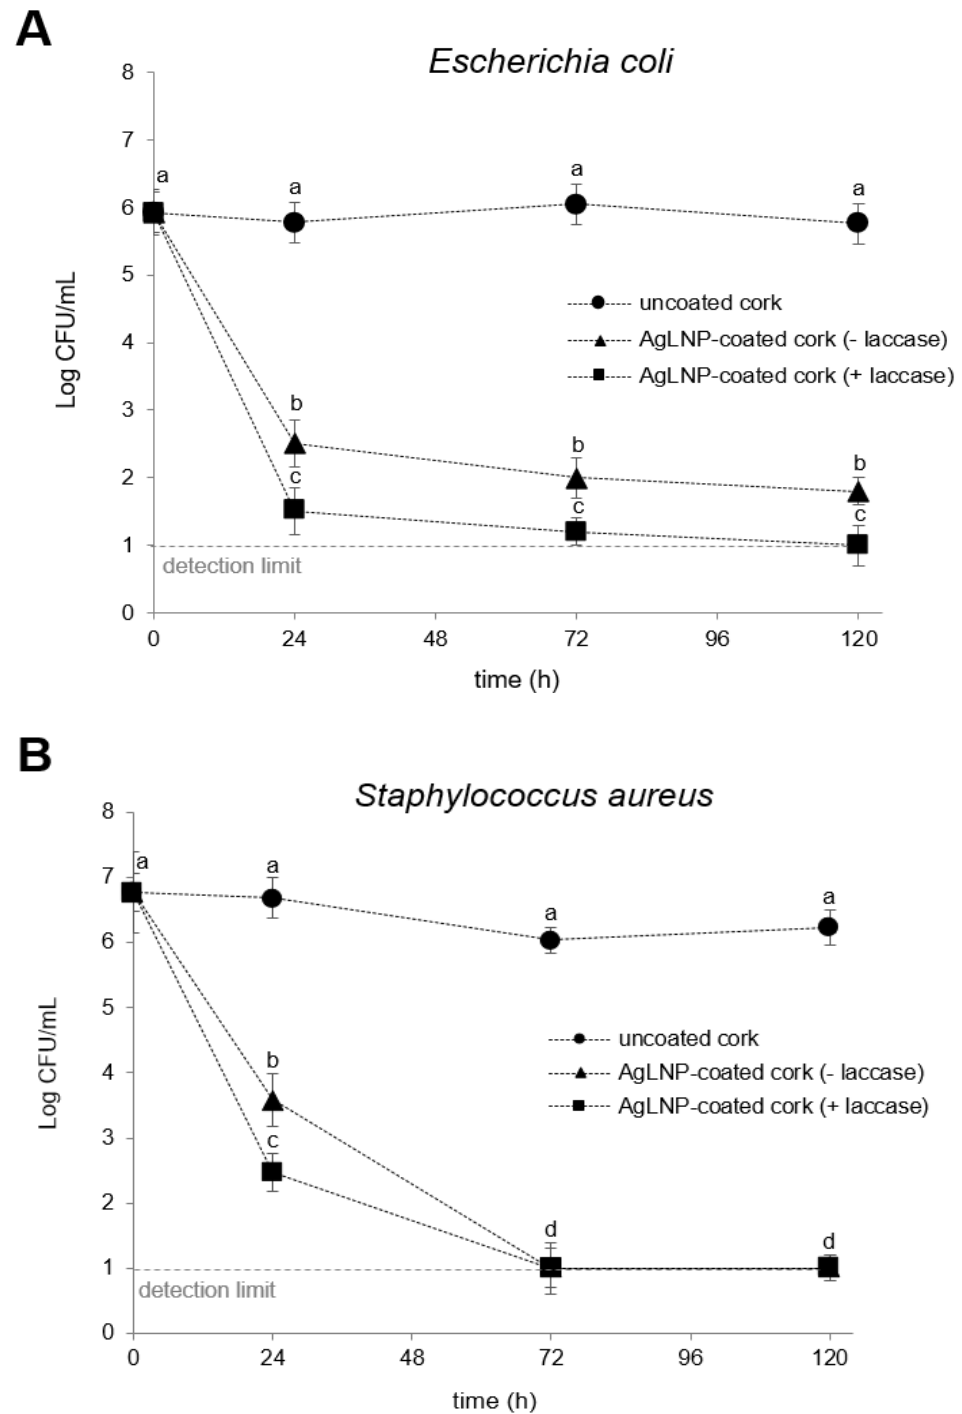 A
Escherichia coli
8
7
6
5
4
3
2
1
0
Log CFU/mL
a
a
a
a
uncoated cork
AgLNP-coated cork (- laccase)
AgLNP-coated cork (+ laccase)
b
b
b
c
c
c
detection limit
0
24
48
72
96
120
time (h)
B
Staphylococcus aureus
8
7
6
5
4
3
2
1
0
Log CFU/mL
a
a
a
a
uncoated cork
AgLNP-coated cork (- laccase)
AgLNP-coated cork (+ laccase)
b
c
d
d
detection limit
0
24
48
72
96
120
time (h)